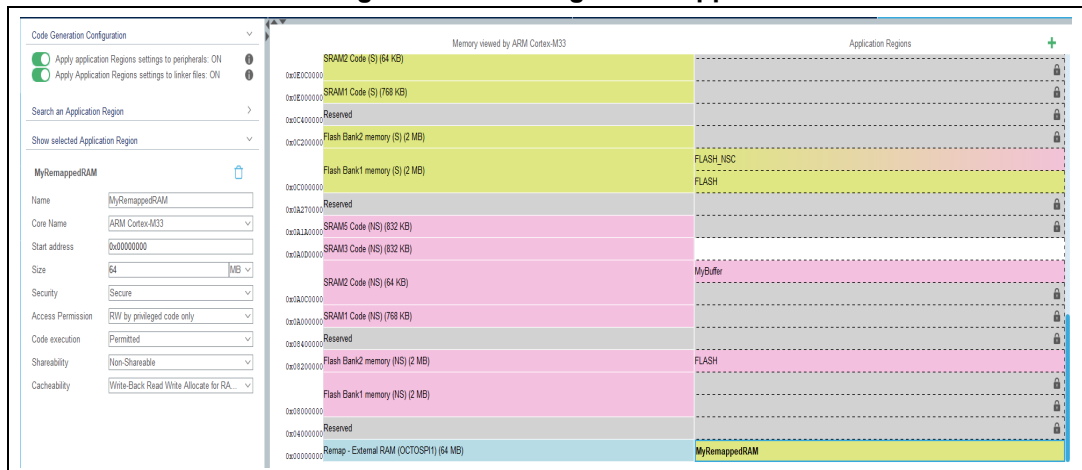 Code Generation Configuration
Apply application Regions settings to peripherals: ON
Apply Application Regions settings to linker files: ON
Search an Application Region
Show selected Application Region
MyRemappedRAM
Name MyRemappedRAM
Core Name ARM Cortex-M33
Start address 0x00000000
Size 64 MB
Security Secure
Access Permission RW by privileged code only
Code execution Permitted
Shareability Non-Shareable
Cacheability Write-Back Read Write Allocate for RA...
Memory viewed by ARM Cortex-M33 Application Regions
SRAM2 Code (S) (64 KB)
0x0E0C0000
SRAM1 Code (S) (768 KB)
0x0E000000
Reserved
0x0C400000
Flash Bank2 memory (S) (2 MB)
0x0C200000
FLASH_NSC
Flash Bank1 memory (S) (2 MB)
FLASH
0x0C000000
Reserved
0x0A270000
SRAM5 Code (NS) (832 KB)
0x0A1A0000
SRAM3 Code (NS) (832 KB)
0x0A0D0000
MyBuffer
SRAM2 Code (NS) (64 KB)
0x0A0C0000
SRAM1 Code (NS) (768 KB)
0x0A000000
Reserved
0x08400000
Flash Bank2 memory (NS) (2 MB) FLASH
0x08200000
Flash Bank1 memory (NS) (2 MB)
0x08000000
Reserved
0x04000000
Remap - External RAM (OCTOSPI1) (64 MB) MyRemappedRAM
0x00000000